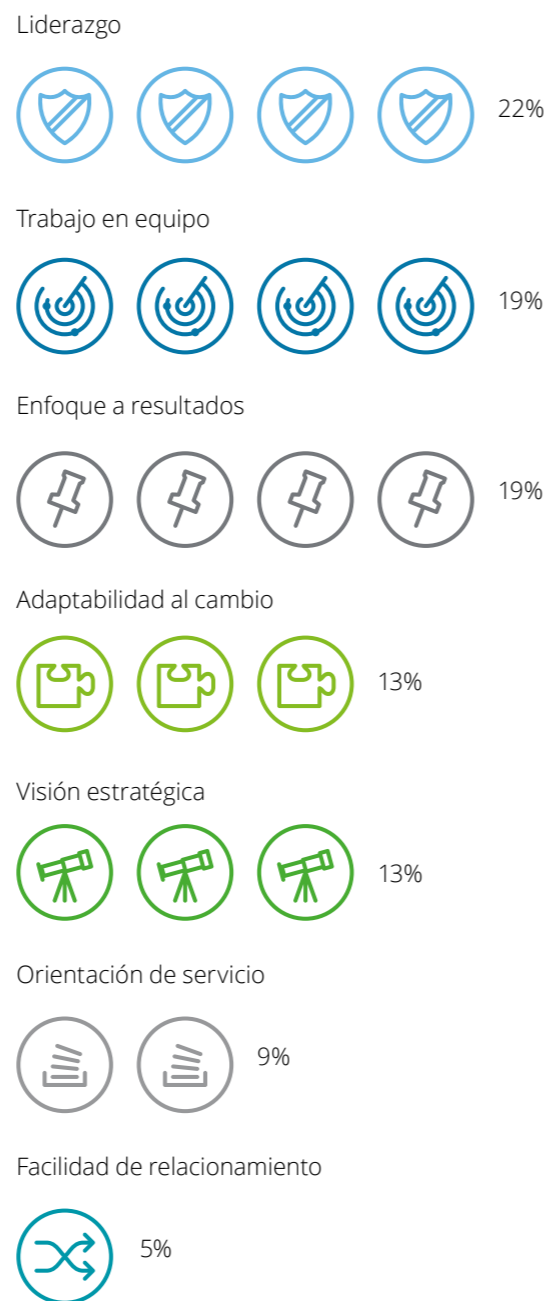 Liderazgo
22%
Trabajo en equipo
19%
Enfoque a resultados
19%
Adaptabilidad al cambio
13%
Visión estratégica
13%
Orientación de servicio
9%
Facilidad de relacionamiento
5%